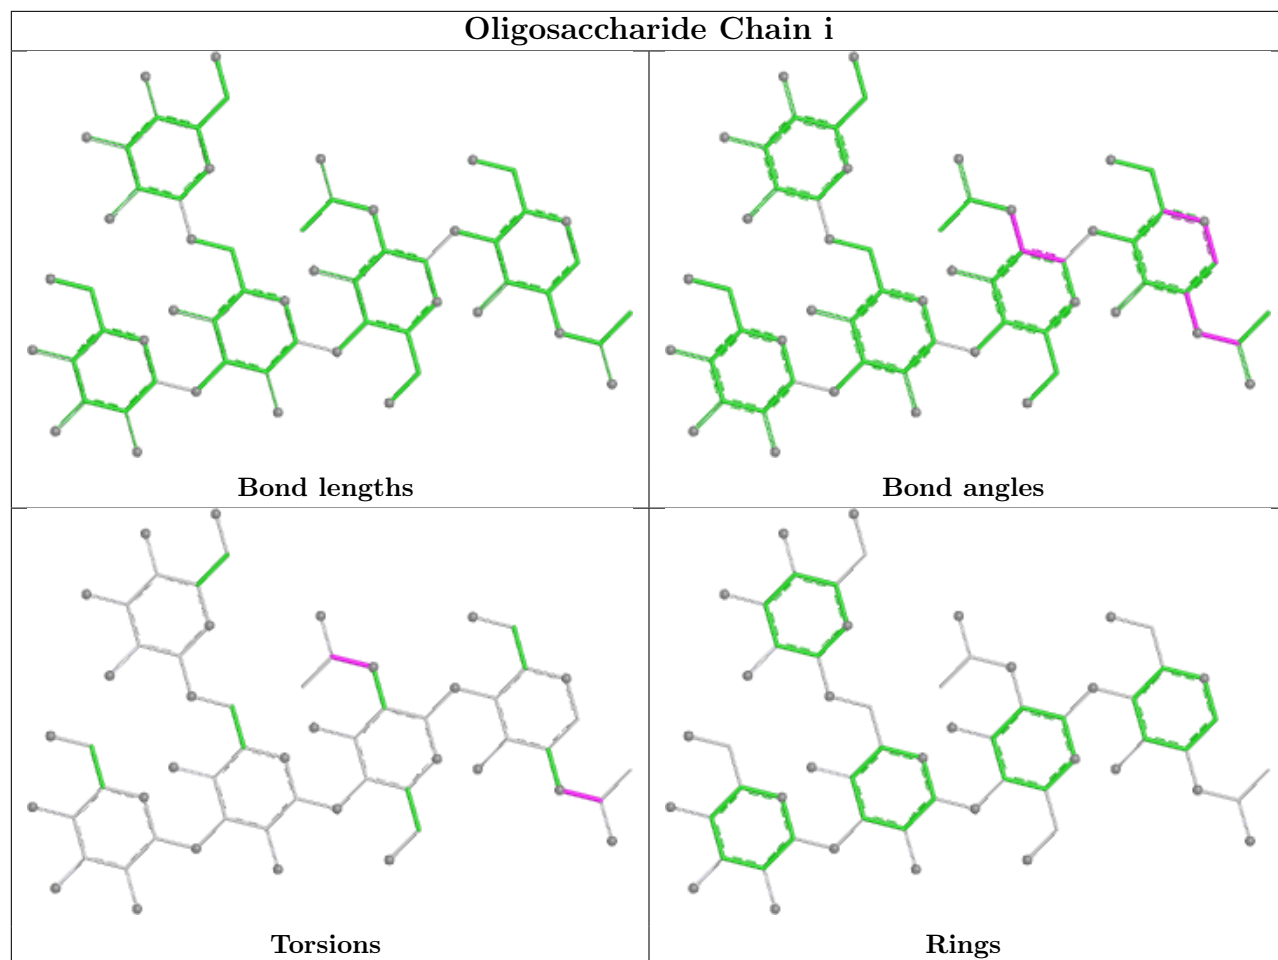 Oligosaccharide Chain i
Bond lengths
Bond angles
Torsions
Rings